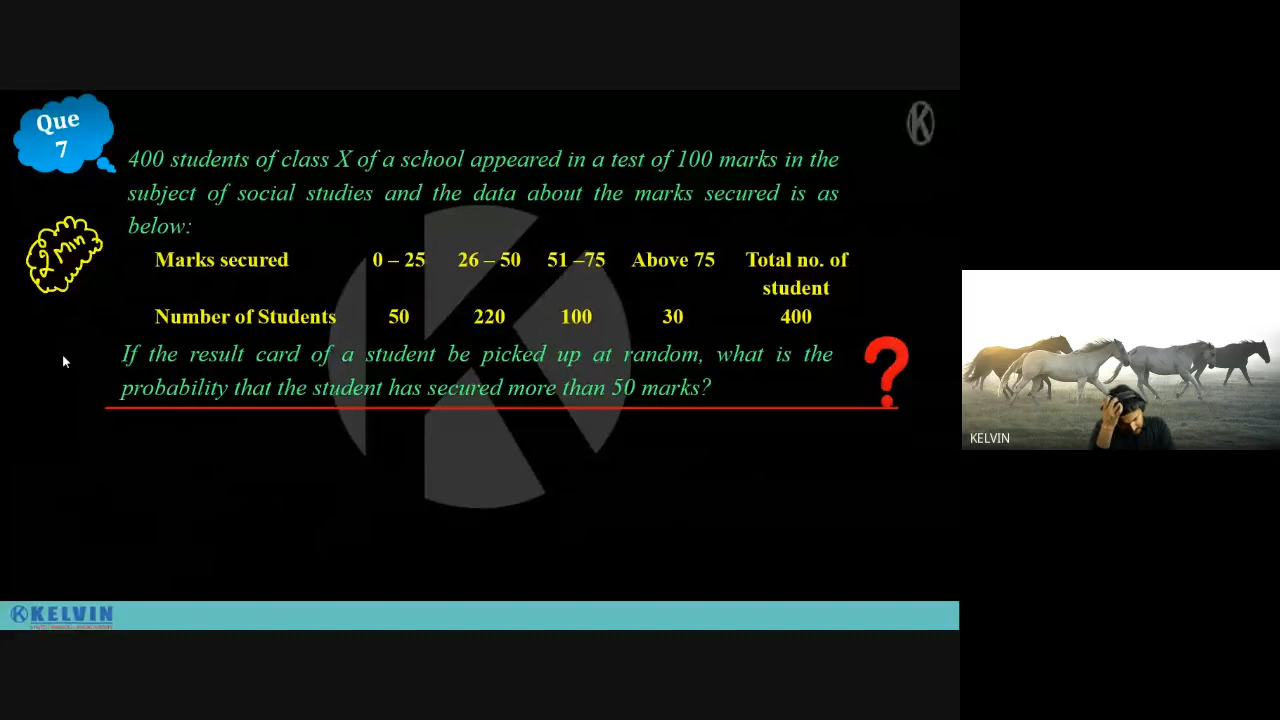 Que
7
400 students of class X of a school appeared in a test of 100 marks in the
subject of social studies and the data about the marks secured is as
below:
2 Min
Marks secured 0 – 25 26 – 50 51 –75 Above 75 Total no. of
student
Number of Students 50 220 100 30 400
If the result card of a student be picked up at random, what is the
probability that the student has secured more than 50 marks?
?
KELVIN
KELVIN